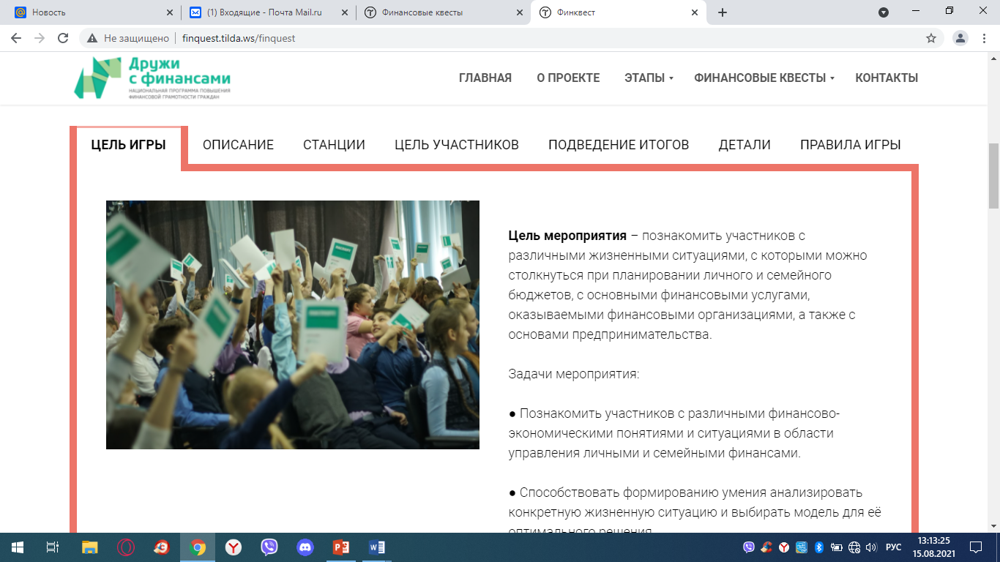 Новость
(1) Входящие - Почта Mail.ru
Финансовые квесты
Финквест
Не защищено
finquest.tilda.ws/finquest
Дружи
с финансами
НАЦИОНАЛЬНАЯ ПРОГРАММА ПОВЫШЕНИЯ
ФИНАНСОВОЙ ГРАМОТНОСТИ ГРАЖДАН
ГЛАВНАЯ
О ПРОЕКТЕ
ЭТАПЫ
ФИНАНСОВЫЕ КВЕСТЫ
КОНТАКТЫ
ЦЕЛЬ ИГРЫ
ОПИСАНИЕ
СТАНЦИИ
ЦЕЛЬ УЧАСТНИКОВ
ПОДВЕДЕНИЕ ИТОГОВ
ДЕТАЛИ
ПРАВИЛА ИГРЫ
Цель мероприятия – познакомить участников с
различными жизненными ситуациями, с которыми можно
столкнуться при планировании личного и семейного
бюджетов, с основными финансовыми услугами,
оказываемыми финансовыми организациями, а также с
основами предпринимательства.
Задачи мероприятия:
● Познакомить участников с различными финансово-
экономическими понятиями и ситуациями в области
управления личными и семейными финансами.
● Способствовать формированию умения анализировать
конкретную жизненную ситуацию и выбирать модель для её
оптимального решения
РУС
13:13:25
15.08.2021